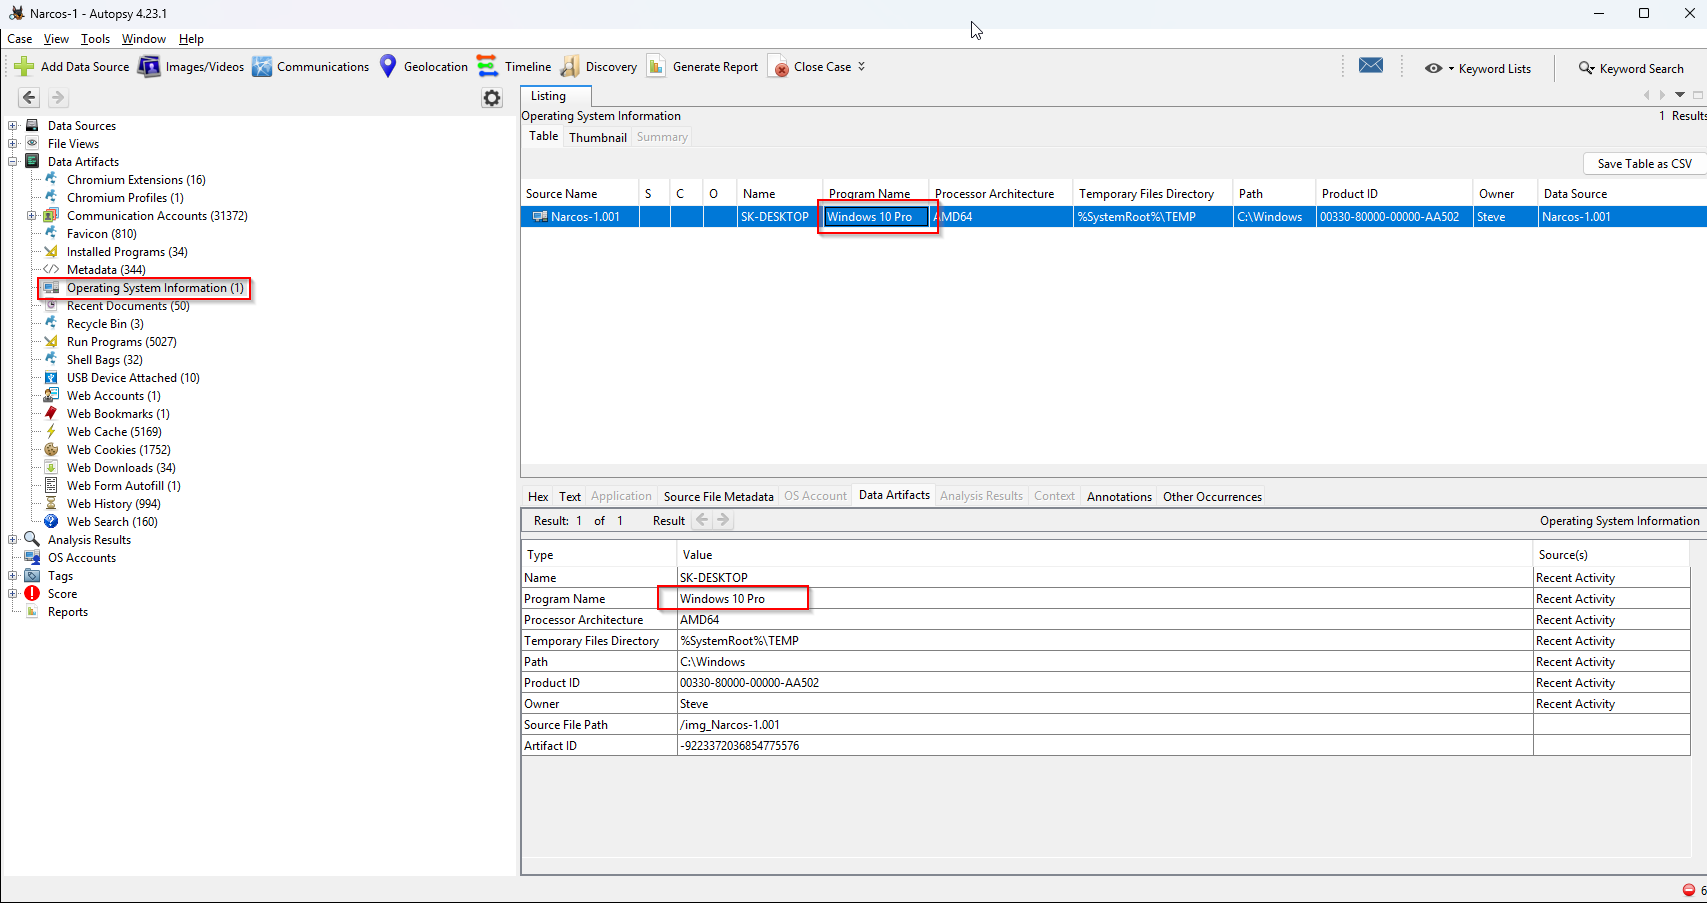 Narcos-1 - Autopsy 4.23.1
Case View Tools Window Help
Add Data Source Images/Videos Communications Geolocation Timeline Discovery Generate Report Close Case Keyword Lists Keyword Search
Data Sources
File Views
Data Artifacts
Chromium Extensions (16)
Chromium Profiles (1)
Communication Accounts (31372)
Favicon (810)
Installed Programs (34)
Metadata (344)
Operating System Information (1)
Recent Documents (50)
Recycle Bin (3)
Run Programs (5027)
Shell Bags (32)
USB Device Attached (10)
Web Accounts (1)
Web Bookmarks (1)
Web Cache (5169)
Web Cookies (1752)
Web Downloads (34)
Web Form Autofill (1)
Web History (994)
Web Search (160)
Analysis Results
OS Accounts
Tags
Score
Reports
Listing
Operating System Information 1 Results
Table Thumbnail Summary
Save Table as CSV
Source Name S C O Name Program Name Processor Architecture Temporary Files Directory Path Product ID Owner Data Source
Narcos-1.001 SK-DESKTOP Windows 10 Pro AMD64 %SystemRoot%\TEMP C:\Windows 00330-80000-00000-AA502 Steve Narcos-1.001
Hex Text Application Source File Metadata OS Account Data Artifacts Analysis Results Context Annotations Other Occurrences
Result: 1 of 1 Result Operating System Information
Type Value Source(s)
Name SK-DESKTOP Recent Activity
Program Name Windows 10 Pro Recent Activity
Processor Architecture AMD64 Recent Activity
Temporary Files Directory %SystemRoot%\TEMP Recent Activity
Path C:\Windows Recent Activity
Product ID 00330-80000-00000-AA502 Recent Activity
Owner Steve Recent Activity
Source File Path /img_Narcos-1.001
Artifact ID -9223372036854775576
6